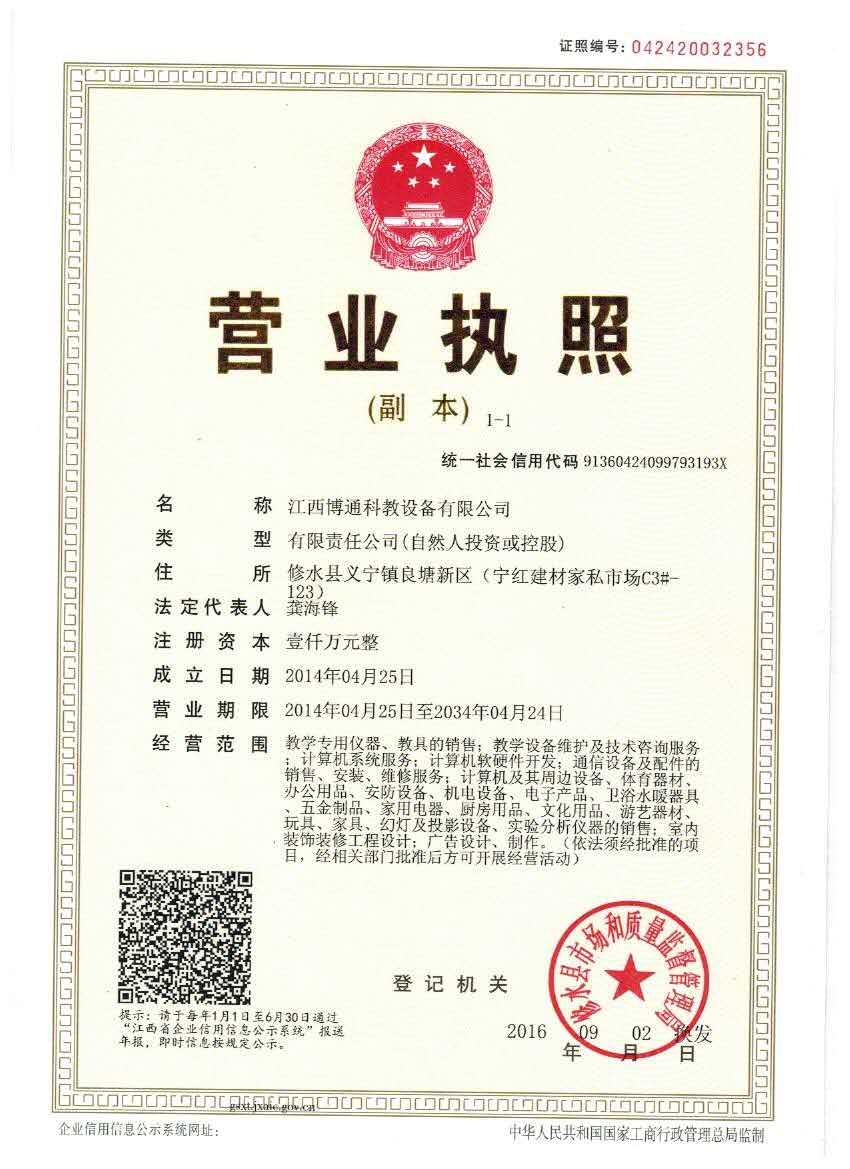 证照编号: 042420032356
营业执照
(副 本) 1-1
统一社会信用代码 91360424099793193X
名 称 江西博通科教设备有限公司
类 型 有限责任公司(自然人投资或控股)
住 所 修水县义宁镇良塘新区（宁红建材家私市场C3#-
123）
法定代表人 龚海锋
注册资本 壹仟万元整
成立日期 2014年04月25日
营业期限 2014年04月25日至2034年04月24日
经营范围 教学专用仪器、教具的销售；教学设备维护及技术咨询服务
；计算机系统服务；计算机软硬件开发；通信设备及配件的
销售、安装、维修服务；计算机及其周边设备、体育器材、
办公用品、安防设备、机电设备、电子产品、卫浴水暖器具
、五金制品、家用电器、厨房用品、文化用品、游艺器材、
玩具、家具、幻灯及投影设备、实验分析仪器的销售；室内
装饰装修工程设计；广告设计、制作。（依法须经批准的项
目，经相关部门批准后方可开展经营活动）
修水县市场和质量监督管理局
登记机关
2016 09 02 换发
年 月 日
提示：请于每年1月1日至6月30日通过
“江西省企业信用信息公示系统”报送
年报，即时信息按规定公示。
gsxt.jxaic.gov.cn
企业信用信息公示系统网址：
中华人民共和国国家工商行政管理总局监制